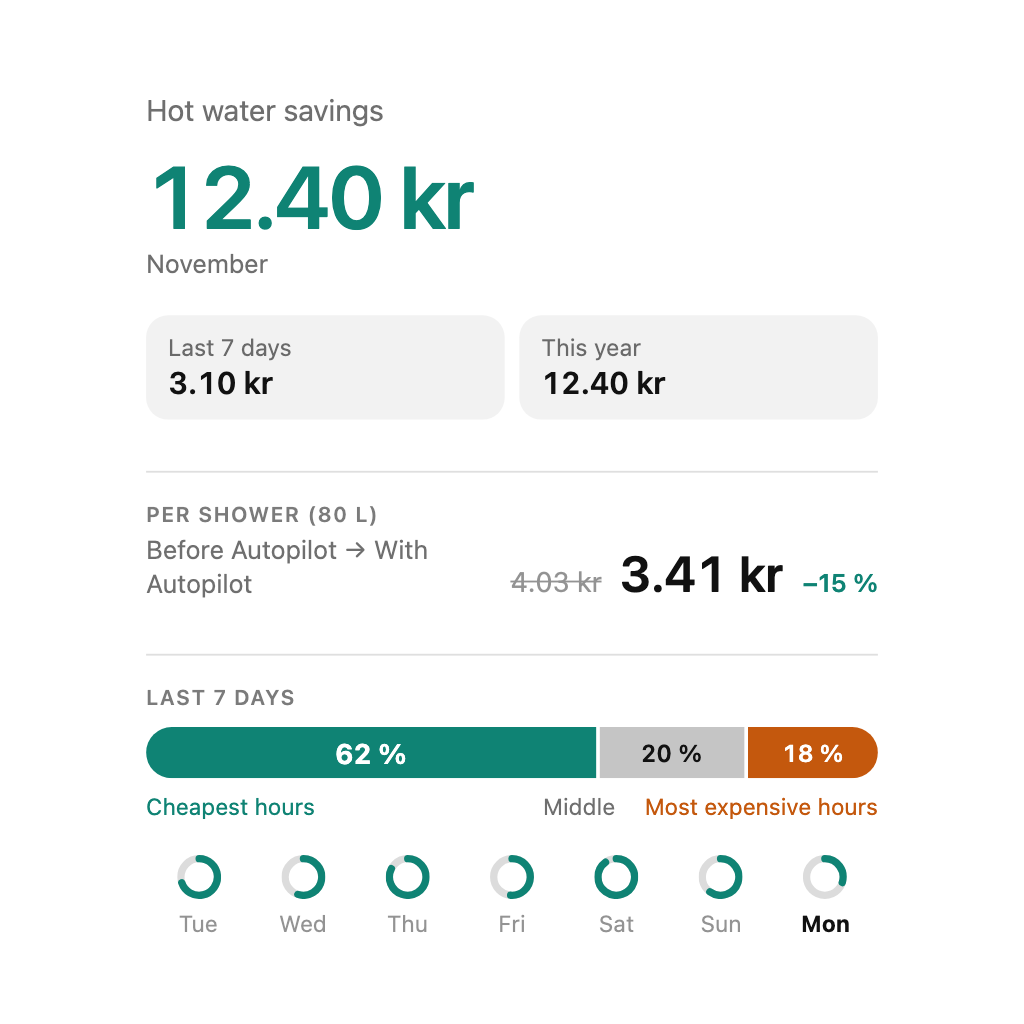 Hot water savings
12.40 kr
November
Last 7 days
3.10 kr
This year
12.40 kr
PER SHOWER (80 L)
Before Autopilot → With
Autopilot
4.03 kr 3.41 kr –15 %
LAST 7 DAYS
62 % 20 % 18 %
Cheapest hours Middle Most expensive hours
Tue Wed Thu Fri Sat Sun Mon